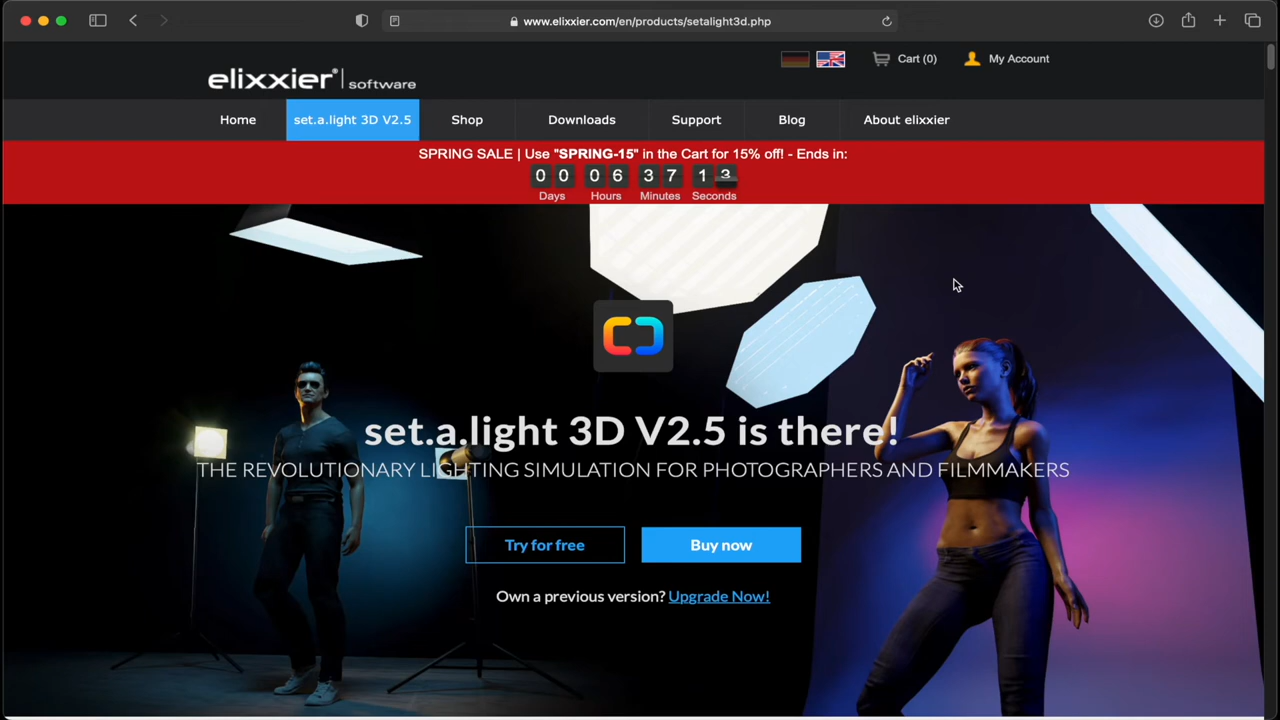 www.elixxier.com/en/products/setalight3d.php
Cart (0)
My Account
elixxier® | software
Home
set.a.light 3D V2.5
Shop
Downloads
Support
Blog
About elixxier
SPRING SALE | Use "SPRING-15" in the Cart for 15% off! - Ends in:
0 0 0 6 3 7 1 3
Days Hours Minutes Seconds
set.a.light 3D V2.5 is there!
THE REVOLUTIONARY LIGHTING SIMULATION FOR PHOTOGRAPHERS AND FILMMAKERS
Try for free
Buy now
Own a previous version? Upgrade Now!